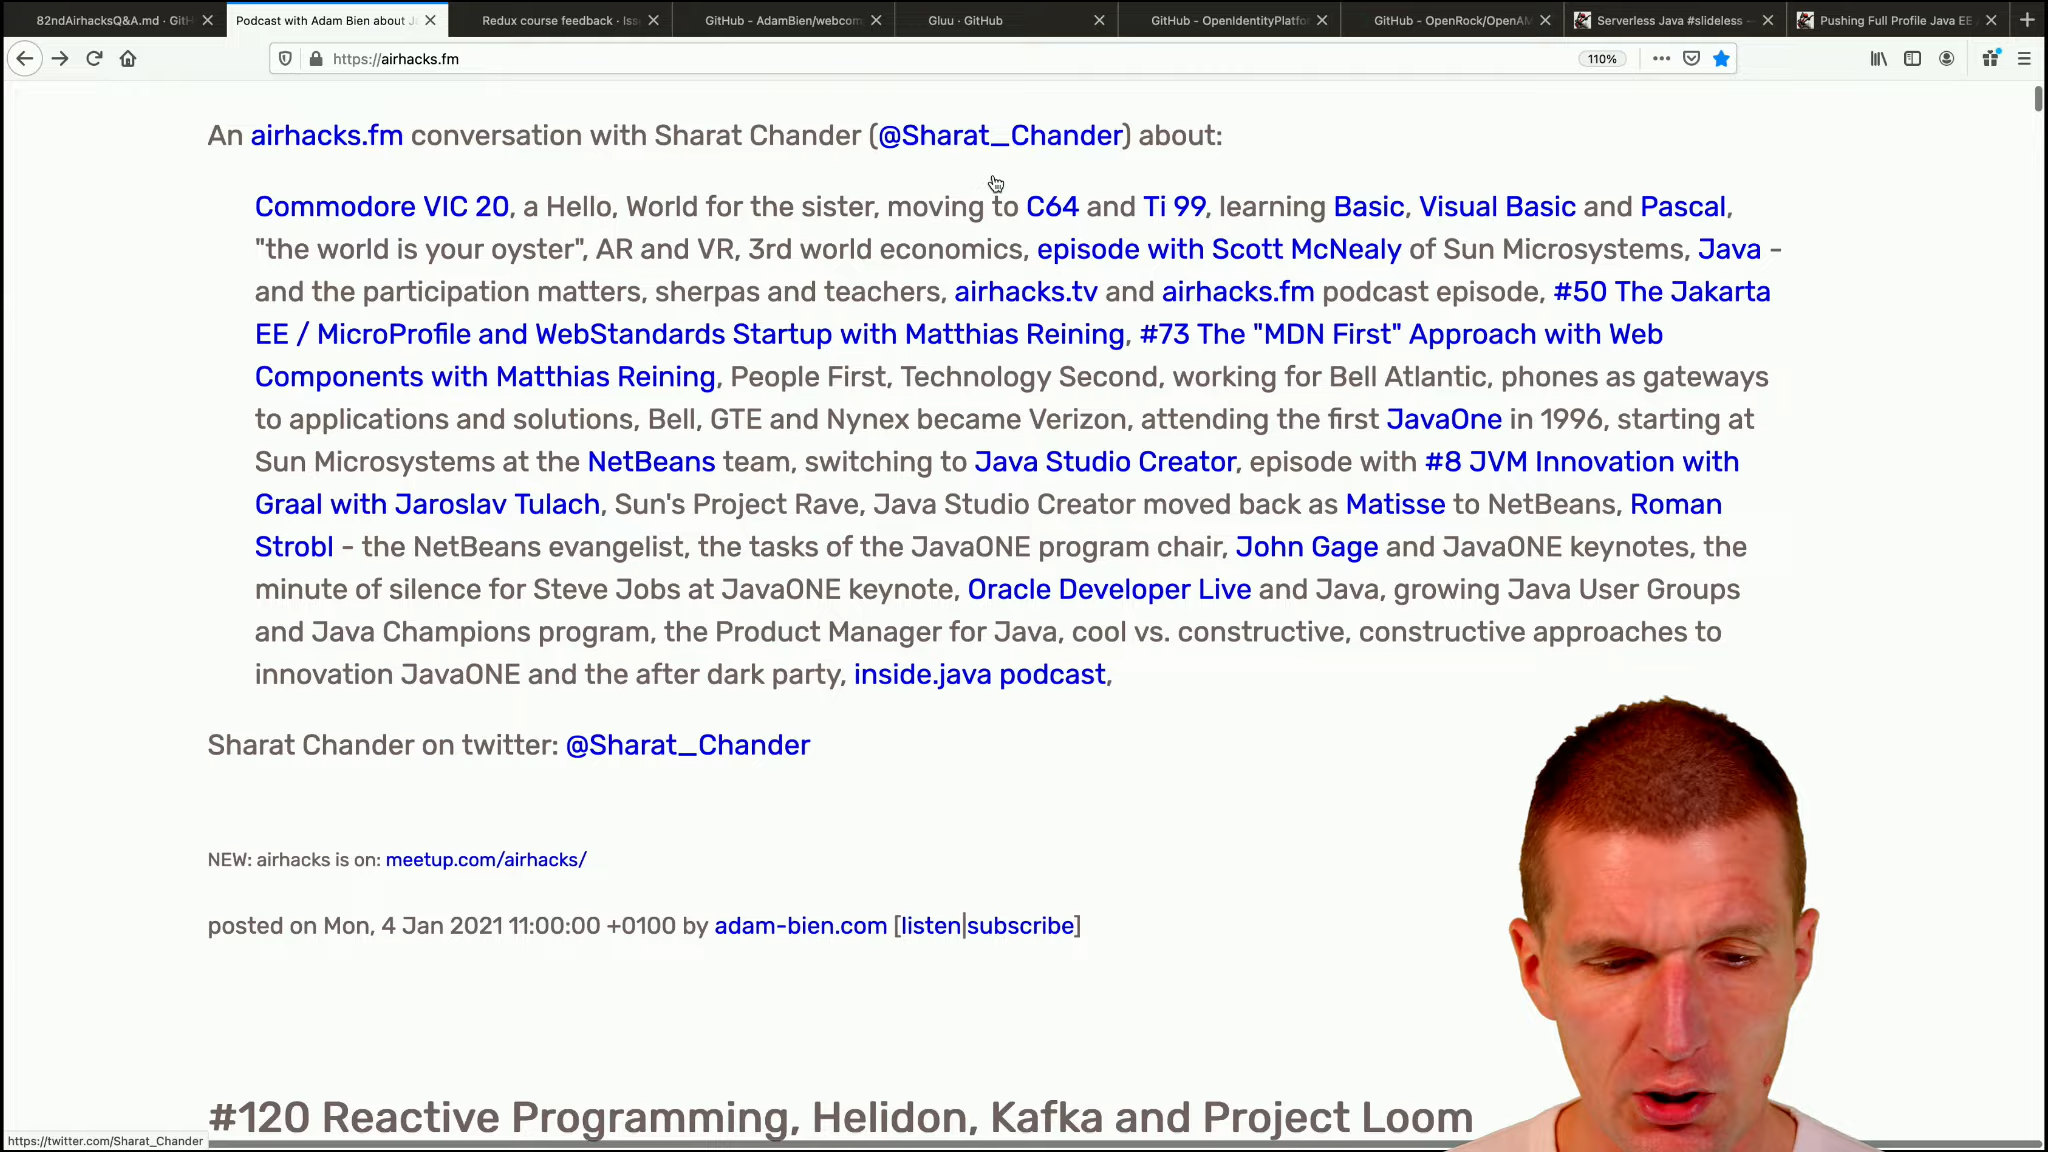 82ndAirhacksQ&A.md · GitH
Podcast with Adam Bien about J
Redux course feedback · Iss
GitHub - AdamBien/webcom
Gluu · GitHub
GitHub - OpenIdentityPlatfo
GitHub - OpenRock/OpenAM
Serverless Java #slideless —
Pushing Full Profile Java EE
https://airhacks.fm
110%
An airhacks.fm conversation with Sharat Chander (@Sharat_Chander) about:
Commodore VIC 20, a Hello, World for the sister, moving to C64 and Ti 99, learning Basic, Visual Basic and Pascal,
"the world is your oyster", AR and VR, 3rd world economics, episode with Scott McNealy of Sun Microsystems, Java -
and the participation matters, sherpas and teachers, airhacks.tv and airhacks.fm podcast episode, #50 The Jakarta
EE / MicroProfile and WebStandards Startup with Matthias Reining, #73 The "MDN First" Approach with Web
Components with Matthias Reining, People First, Technology Second, working for Bell Atlantic, phones as gateways
to applications and solutions, Bell, GTE and Nynex became Verizon, attending the first JavaOne in 1996, starting at
Sun Microsystems at the NetBeans team, switching to Java Studio Creator, episode with #8 JVM Innovation with
Graal with Jaroslav Tulach, Sun's Project Rave, Java Studio Creator moved back as Matisse to NetBeans, Roman
Strobl - the NetBeans evangelist, the tasks of the JavaONE program chair, John Gage and JavaONE keynotes, the
minute of silence for Steve Jobs at JavaONE keynote, Oracle Developer Live and Java, growing Java User Groups
and Java Champions program, the Product Manager for Java, cool vs. constructive, constructive approaches to
innovation JavaONE and the after dark party, inside.java podcast,
Sharat Chander on twitter: @Sharat_Chander
NEW: airhacks is on: meetup.com/airhacks/
posted on Mon, 4 Jan 2021 11:00:00 +0100 by adam-bien.com [listen|subscribe]
#120 Reactive Programming, Helidon, Kafka and Project Loom
https://twitter.com/Sharat_Chander